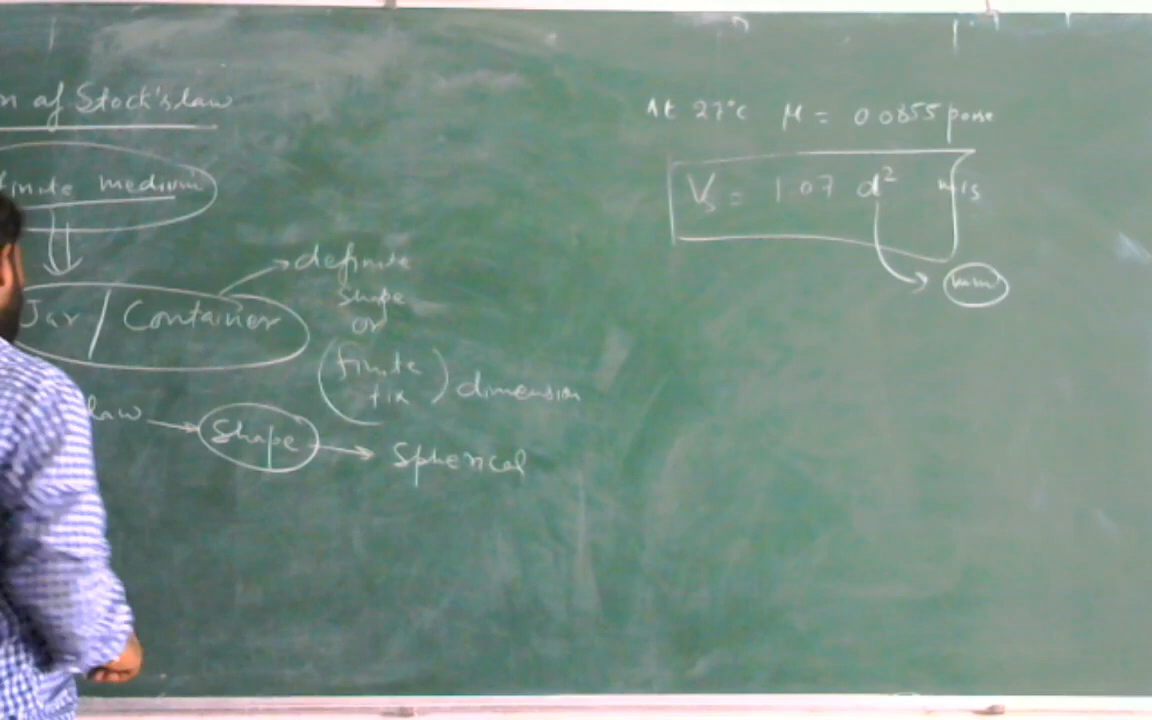 n of Stock's law
finite medium
Jar / Container
definite
shape
or
(finite
fix) dimension
law → Shape → Spherical
At 27°C μ = 0.0855 poise
Vs = 1.07 d² m/s
mm